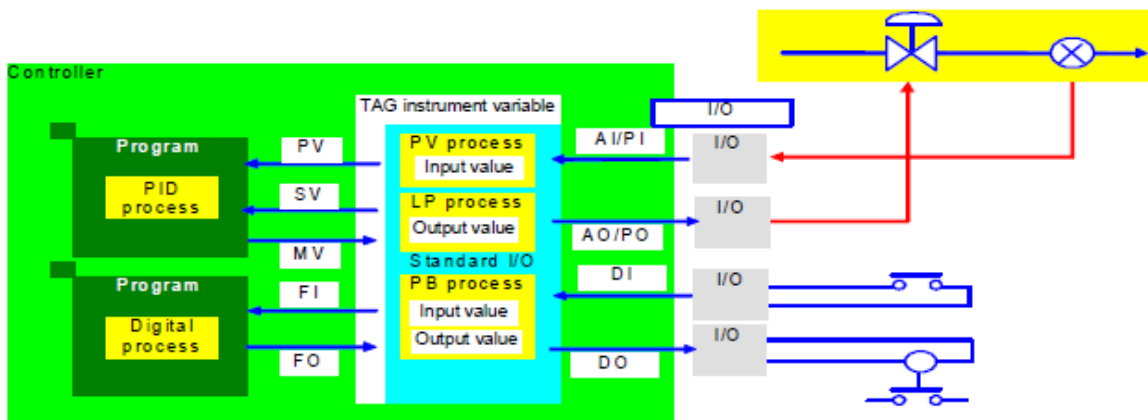 Controller
TAG instrument variable
I/O
Program
PID
process
PV
SV
MV
PV process
Input value
LP process
Output value
AI/PI
AO/PO
I/O
I/O
Standard I/O
Program
Digital
process
FI
FO
PB process
Input value
Output value
DI
DO
I/O
I/O